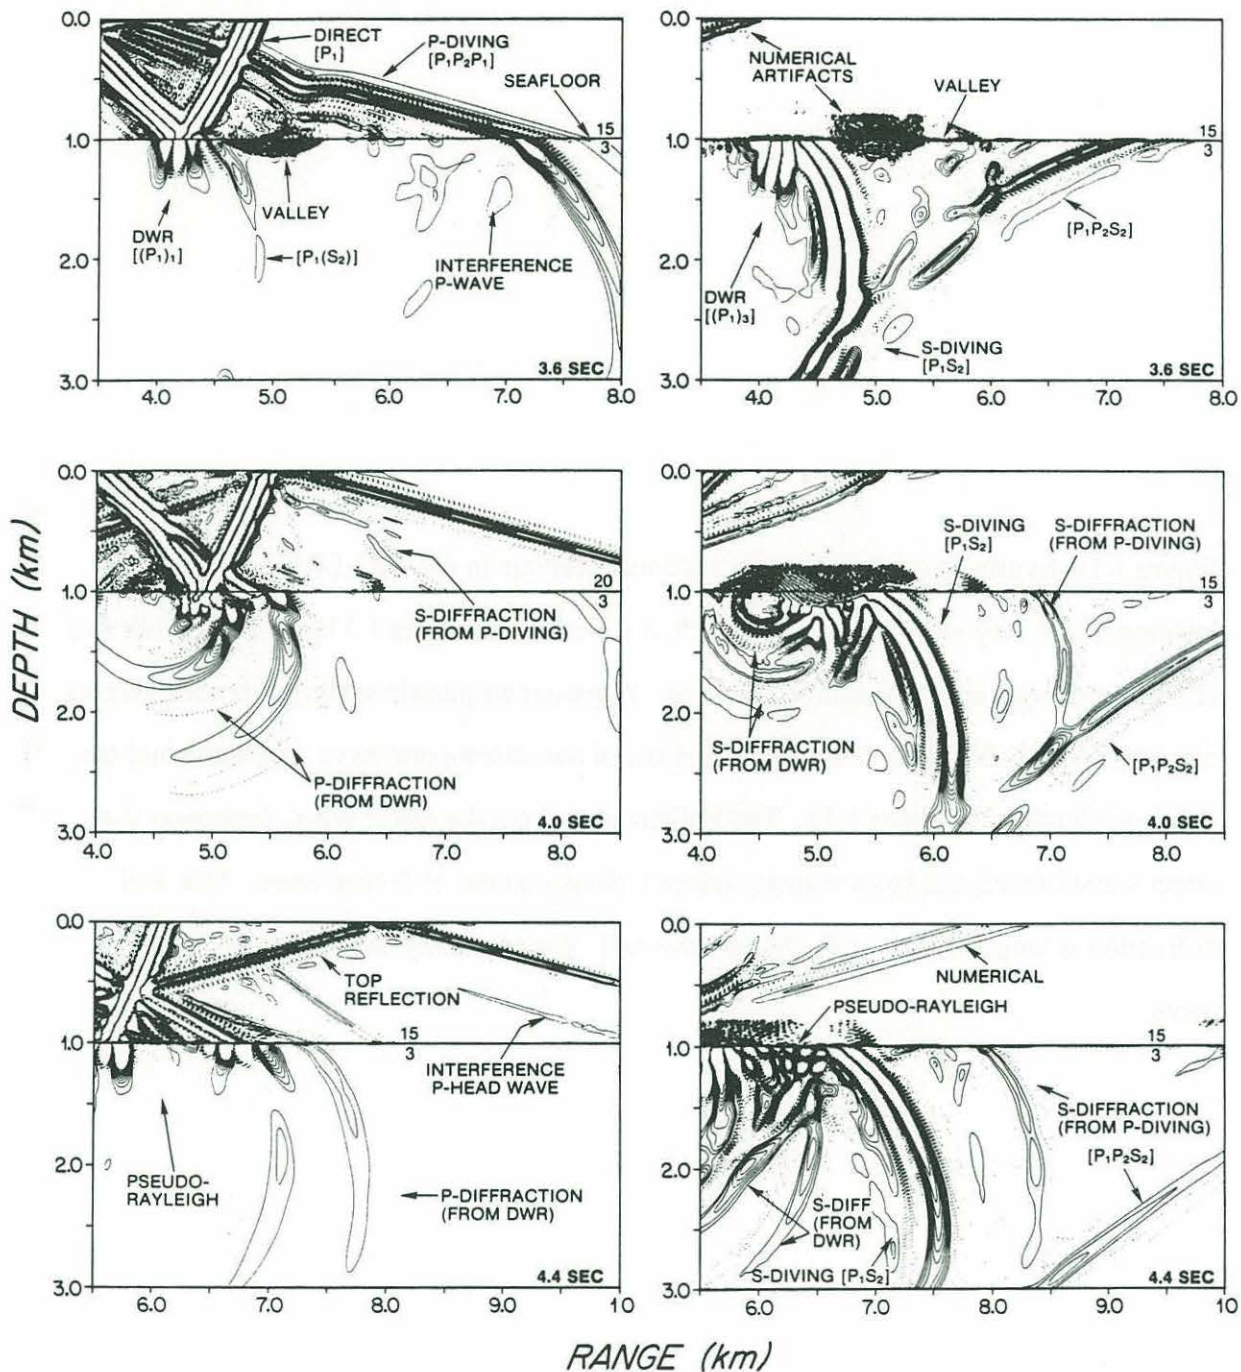 0.0
1.0
2.0
3.0
DIRECT
[P₁]
P-DIVING
[P₁P₂P₁]
SEAFLOOR
15
3
DWR
[(P₁)₁]
VALLEY
[P₁(S₂)]
INTERFERENCE
P-WAVE
3.6 SEC
4.0
5.0
6.0
7.0
8.0
0.0
1.0
2.0
3.0
NUMERICAL
ARTIFACTS
VALLEY
15
3
[P₁P₂S₂]
DWR
[(P₁)₃]
S-DIVING
[P₁S₂]
3.6 SEC
4.0
5.0
6.0
7.0
8.0
DEPTH (km)
0.0
1.0
2.0
3.0
20
3
S-DIFFRACTION
(FROM P-DIVING)
P-DIFFRACTION
(FROM DWR)
4.0 SEC
4.0
5.0
6.0
7.0
8.0
0.0
1.0
2.0
3.0
S-DIVING
[P₁S₂]
S-DIFFRACTION
(FROM P-DIVING)
15
3
S-DIFFRACTION
(FROM DWR)
[P₁P₂S₂]
4.0 SEC
4.0
5.0
6.0
7.0
8.0
0.0
1.0
2.0
3.0
TOP
REFLECTION
15
3
INTERFERENCE
P-HEAD WAVE
PSEUDO-
RAYLEIGH
P-DIFFRACTION
(FROM DWR)
4.4 SEC
6.0
7.0
8.0
9.0
10
0.0
1.0
2.0
3.0
NUMERICAL
PSEUDO-RAYLEIGH
15
3
S-DIFFRACTION
(FROM P-DIVING)
[P₁P₂S₂]
S-DIFF
(FROM
DWR)
S-DIVING [P₁S₂]
4.4 SEC
6.0
7.0
8.0
9.0
10
RANGE (km)